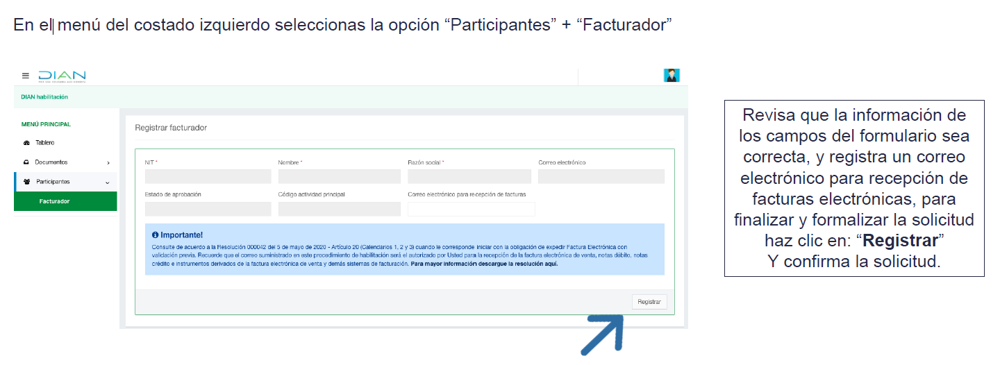 En el menú del costado izquierdo seleccionas la opción “Participantes” + “Facturador”
DIAN
DIAN habilitación
MENÚ PRINCIPAL
Tablero
Documentos
Participantes
Facturador
Registrar facturador
NIT *
Nombre *
Razón social *
Correo electrónico
Estado de aprobación
Código actividad principal
Correo electrónico para recepción de facturas
Importante!
Consulte de acuerdo a la Resolución 000042 del 5 de mayo de 2020 - Artículo 20 (Calendarios 1, 2 y 3) cuando le corresponde iniciar con la obligación de expedir Factura Electrónica con
validación previa. Recuerde que el correo suministrado en este procedimiento de habilitación será el autorizado por Usted para la recepción de la factura electrónica de venta, notas débito, notas
crédito e instrumentos derivados de la factura electrónica de venta y demás sistemas de facturación. Para mayor información descargue la resolución aquí.
Registrar
Revisa que la información de
los campos del formulario sea
correcta, y registra un correo
electrónico para recepción de
facturas electrónicas, para
finalizar y formalizar la solicitud
haz clic en: “Registrar”
Y confirma la solicitud.